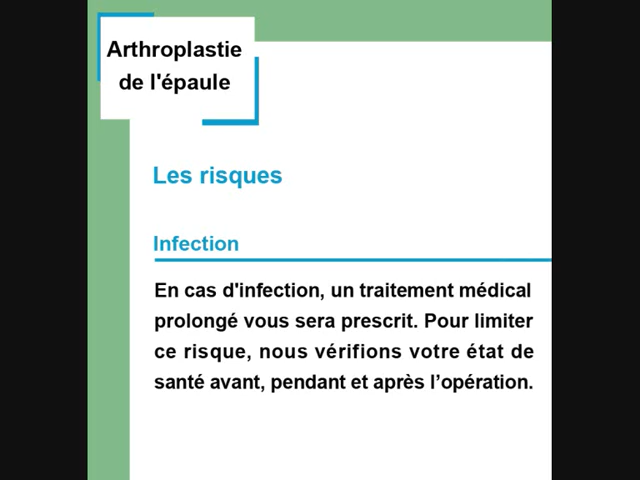 Arthroplastie
de l'épaule
Les risques
Infection
En cas d'infection, un traitement médical
prolongé vous sera prescrit. Pour limiter
ce risque, nous vérifions votre état de
santé avant, pendant et après l’opération.